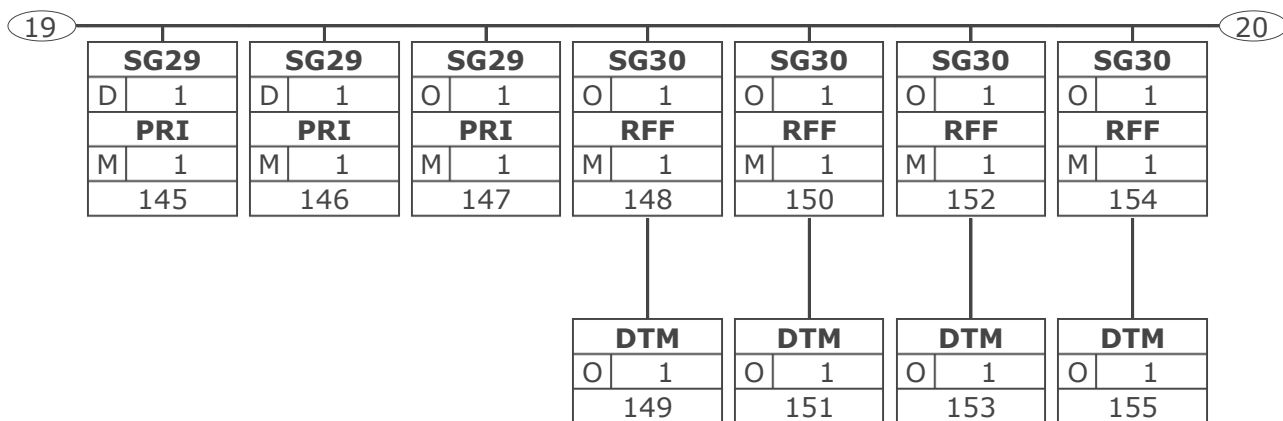 19 20
SG29 SG29 SG29 SG30 SG30 SG30 SG30
D 1 D 1 O 1 O 1 O 1 O 1 O 1
PRI PRI PRI RFF RFF RFF RFF
M 1 M 1 M 1 M 1 M 1 M 1 M 1
145 146 147 148 150 152 154
DTM DTM DTM DTM
O 1 O 1 O 1 O 1
149 151 153 155